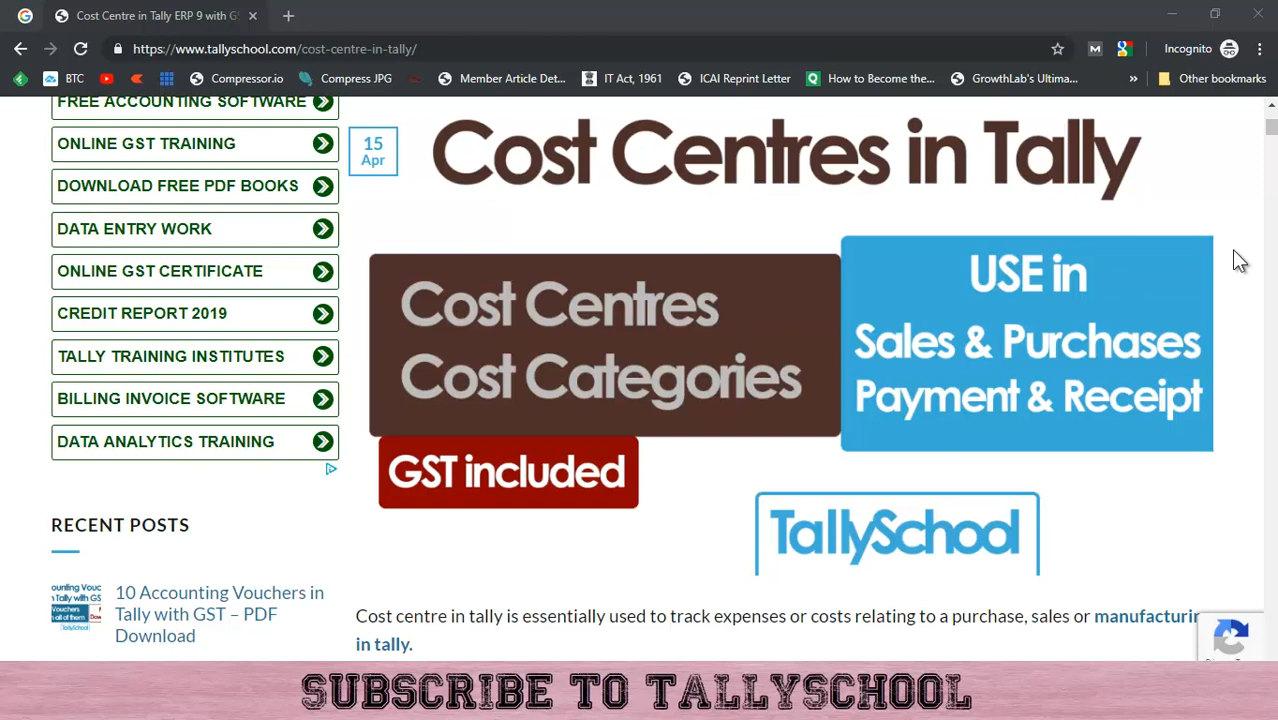 Cost Centre in Tally ERP 9 with G
https://www.tallyschool.com/cost-centre-in-tally/
Incognito
BTC
Compressor.io
Compress JPG
Member Article Det...
IT Act, 1961
ICAI Reprint Letter
How to Become the...
GrowthLab's Ultima...
»
Other bookmarks
FREE ACCOUNTING SOFTWARE
ONLINE GST TRAINING
DOWNLOAD FREE PDF BOOKS
DATA ENTRY WORK
ONLINE GST CERTIFICATE
CREDIT REPORT 2019
TALLY TRAINING INSTITUTES
BILLING INVOICE SOFTWARE
DATA ANALYTICS TRAINING
RECENT POSTS
10 Accounting Vouchers in
Tally with GST – PDF
Download
15
Apr
Cost Centres in Tally
Cost Centres
Cost Categories
USE in
Sales & Purchases
Payment & Receipt
GST included
TallySchool
Cost centre in tally is essentially used to track expenses or costs relating to a purchase, sales or manufacturin
in tally.
SUBSCRIBE TO TALLYSCHOOL